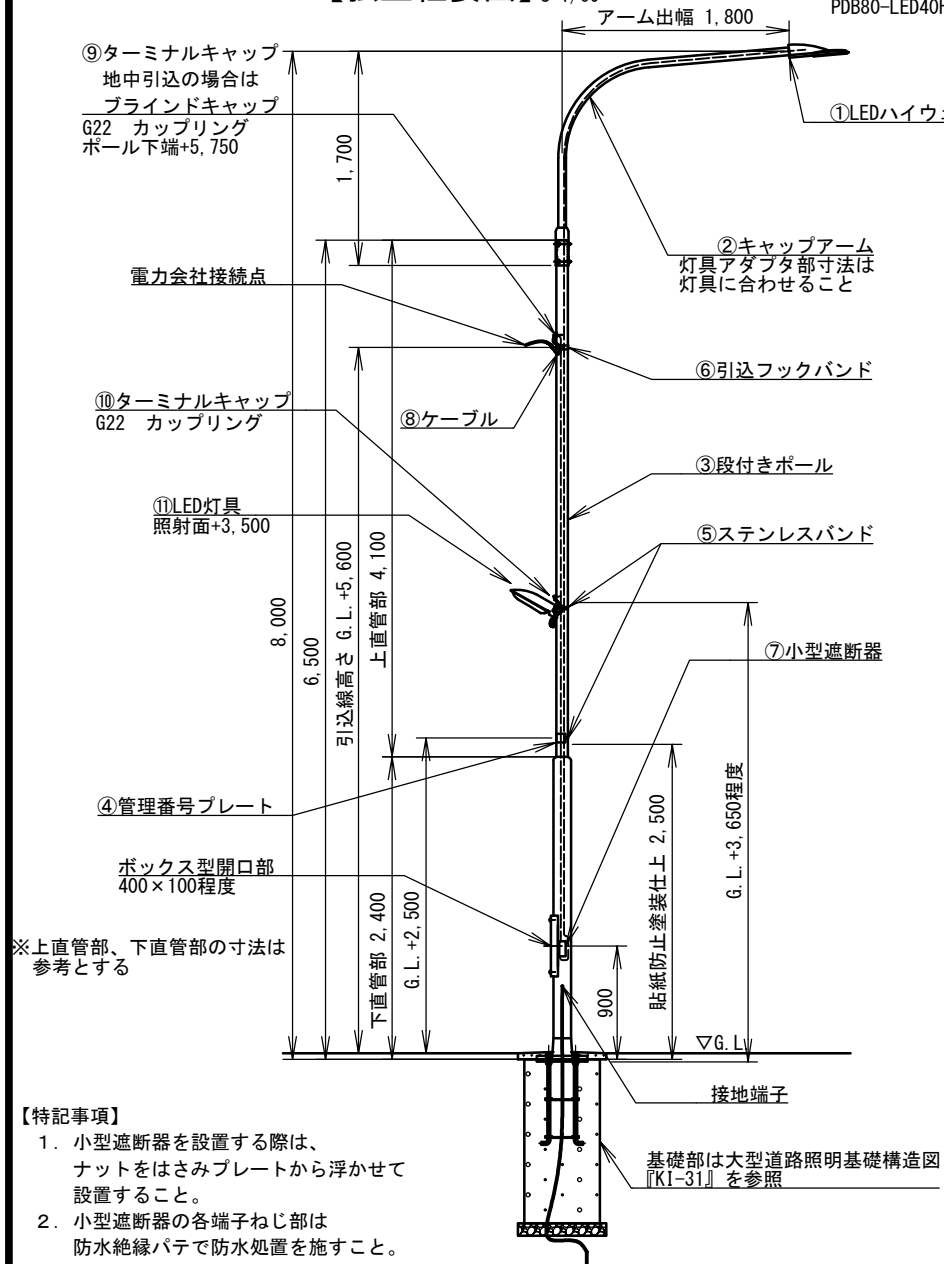 PDB80-LED40
アーム出幅 1,800
⑨ターミナルキャップ
地中引込の場合は
ブラインドキャップ
G22 カップリング
ポール下端+5,750
①LEDハイウェ
1,700
②キャップアーム
灯具アダプタ部寸法は
灯具に合わせること
電力会社接続点
⑥引込フックバンド
⑩ターミナルキャップ
G22 カップリング
⑧ケーブル
③段付きポール
⑪LED灯具
照射面+3,500
⑤ステンレスバンド
8,000
6,500
引込線高さ G.L.+5,600
上直管部 4,100
⑦小型遮断器
④管理番号プレート
ボックス型開口部
400×100程度
下直管部 2,400
G.L.+2,500
900
貼紙防止塗装仕上 2,500
G.L.+3,650程度
※上直管部、下直管部の寸法は
参考とする
▽G.L
接地端子
【特記事項】
1. 小型遮断器を設置する際は、
ナットをはさみプレートから浮かせて
設置すること。
2. 小型遮断器の各端子ねじ部は
防水絶縁パテで防水処置を施すこと。
基礎部は大型道路照明基礎構造図
『KI-31』を参照